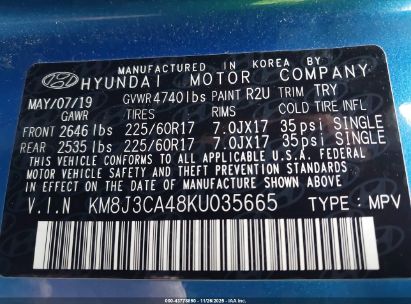 MANUFACTURED IN KOREA BY
HYUNDAI MOTOR COMPANY
MAY/07/19 GVWR 4740lbs PAINT R2U TRIM TRY
GAWR TIRES RIMS COLD TIRE INFL
FRONT 2646lbs 225/60R17 7.0JX17 35psi SINGLE
REAR 2535lbs 225/60R17 7.0JX17 35psi SINGLE
THIS VEHICLE CONFORMS TO ALL APPLICABLE U.S.A. FEDERAL
MOTOR VEHICLE SAFETY AND THEFT PREVENTION STANDARDS
IN EFFECT ON THE DATE OF MANUFACTURE SHOWN ABOVE.
V.I.N KM8J3CA48KU035665 TYPE: MPV